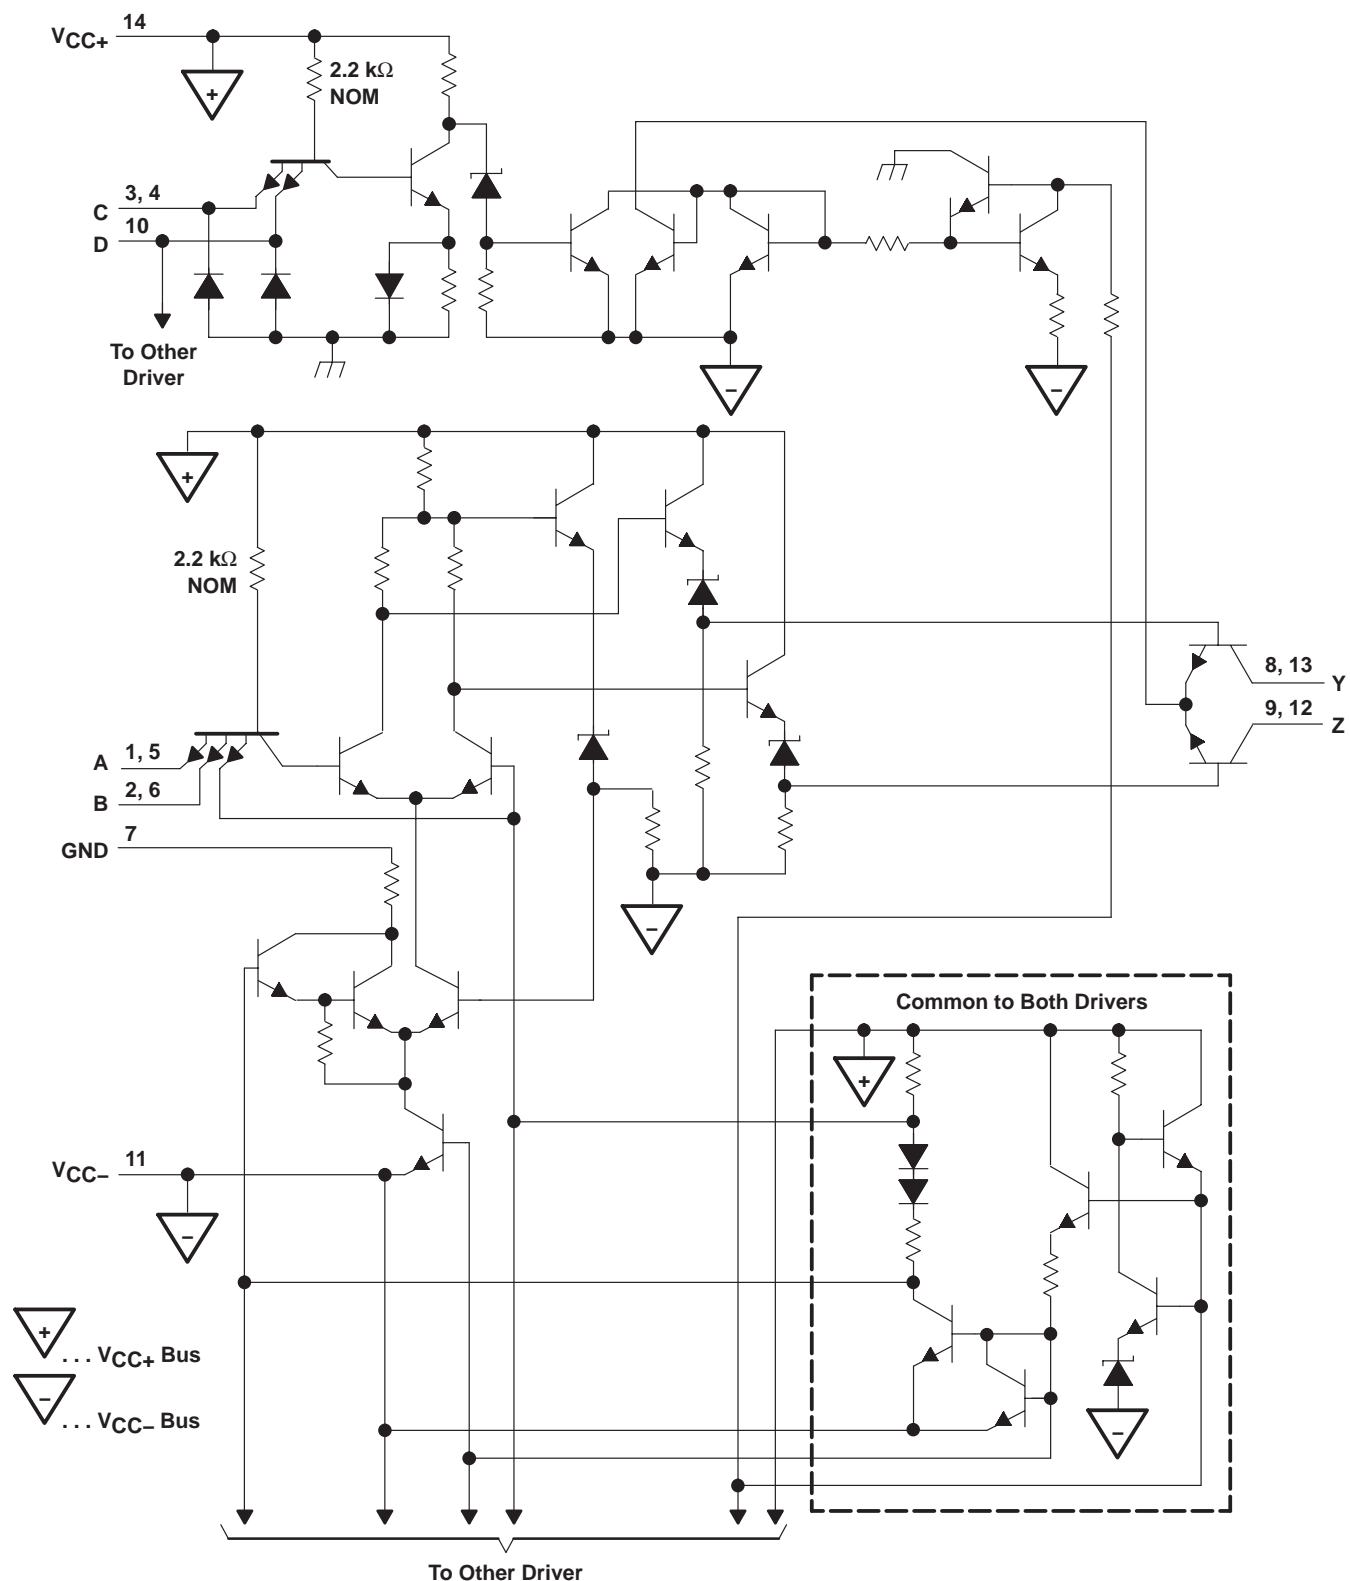 VCC+ 14
2.2 kΩ
NOM
C 3, 4
D 10
To Other
Driver
+
−
−
+
2.2 kΩ
NOM
8, 13 Y
9, 12 Z
A 1, 5
B 2, 6
GND 7
−
Common to Both Drivers
+
VCC− 11
−
+ . . . VCC+ Bus
− . . . VCC− Bus
−
To Other Driver